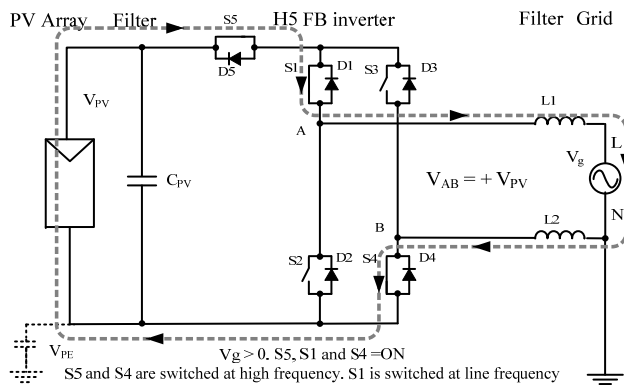 PV Array Filter H5 FB inverter Filter Grid
S5
D5
S1 D1 S3 D3
V_PV
A
L1
C_PV
V_AB = + V_PV
V_g
L
B
N
L2
S2 D2 S4 D4
V_PE
Vg > 0. S5, S1 and S4 =ON
S5 and S4 are switched at high frequency. S1 is switched at line frequency